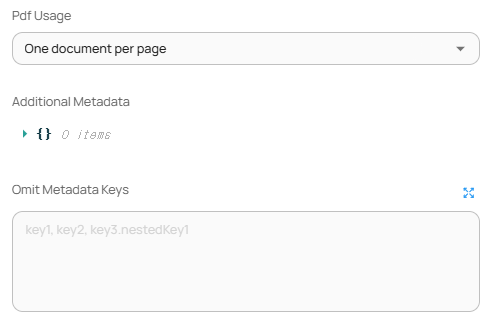 Pdf Usage
One document per page
Additional Metadata
{} 0 items
Omit Metadata Keys
key1, key2, key3.nestedKey1